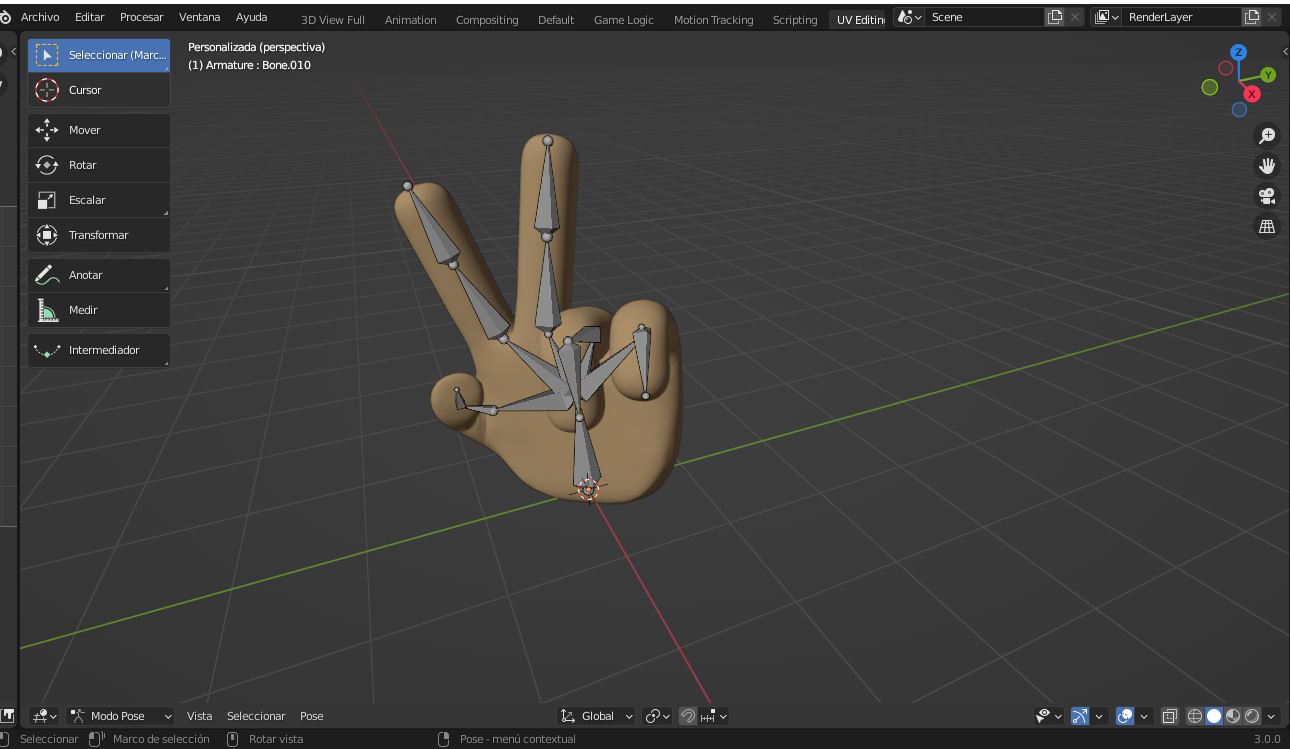 Archivo Editar Procesar Ventana Ayuda 3D View Full Animation Compositing Default Game Logic Motion Tracking Scripting UV Editing Scene RenderLayer
Personalizada (perspectiva)
(1) Armature : Bone.010
Seleccionar (Marc...
Cursor
Mover
Rotar
Escalar
Transformar
Anotar
Medir
Intermediador
Z
Y
X
Modo Pose Vista Seleccionar Pose Global
Seleccionar Marco de selección Rotar vista Pose - menú contextual 3.0.0